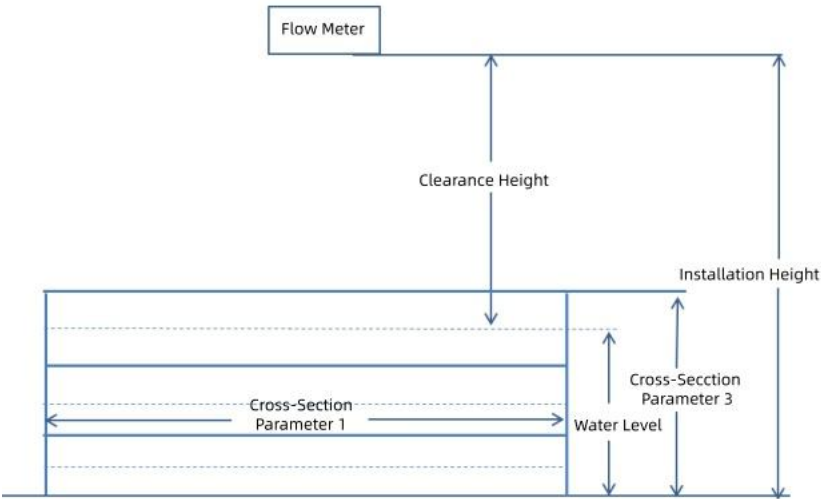 Flow Meter
Clearance Height
Installation Height
Cross-Secction
Parameter 3
Cross-Section
Parameter 1
Water Level